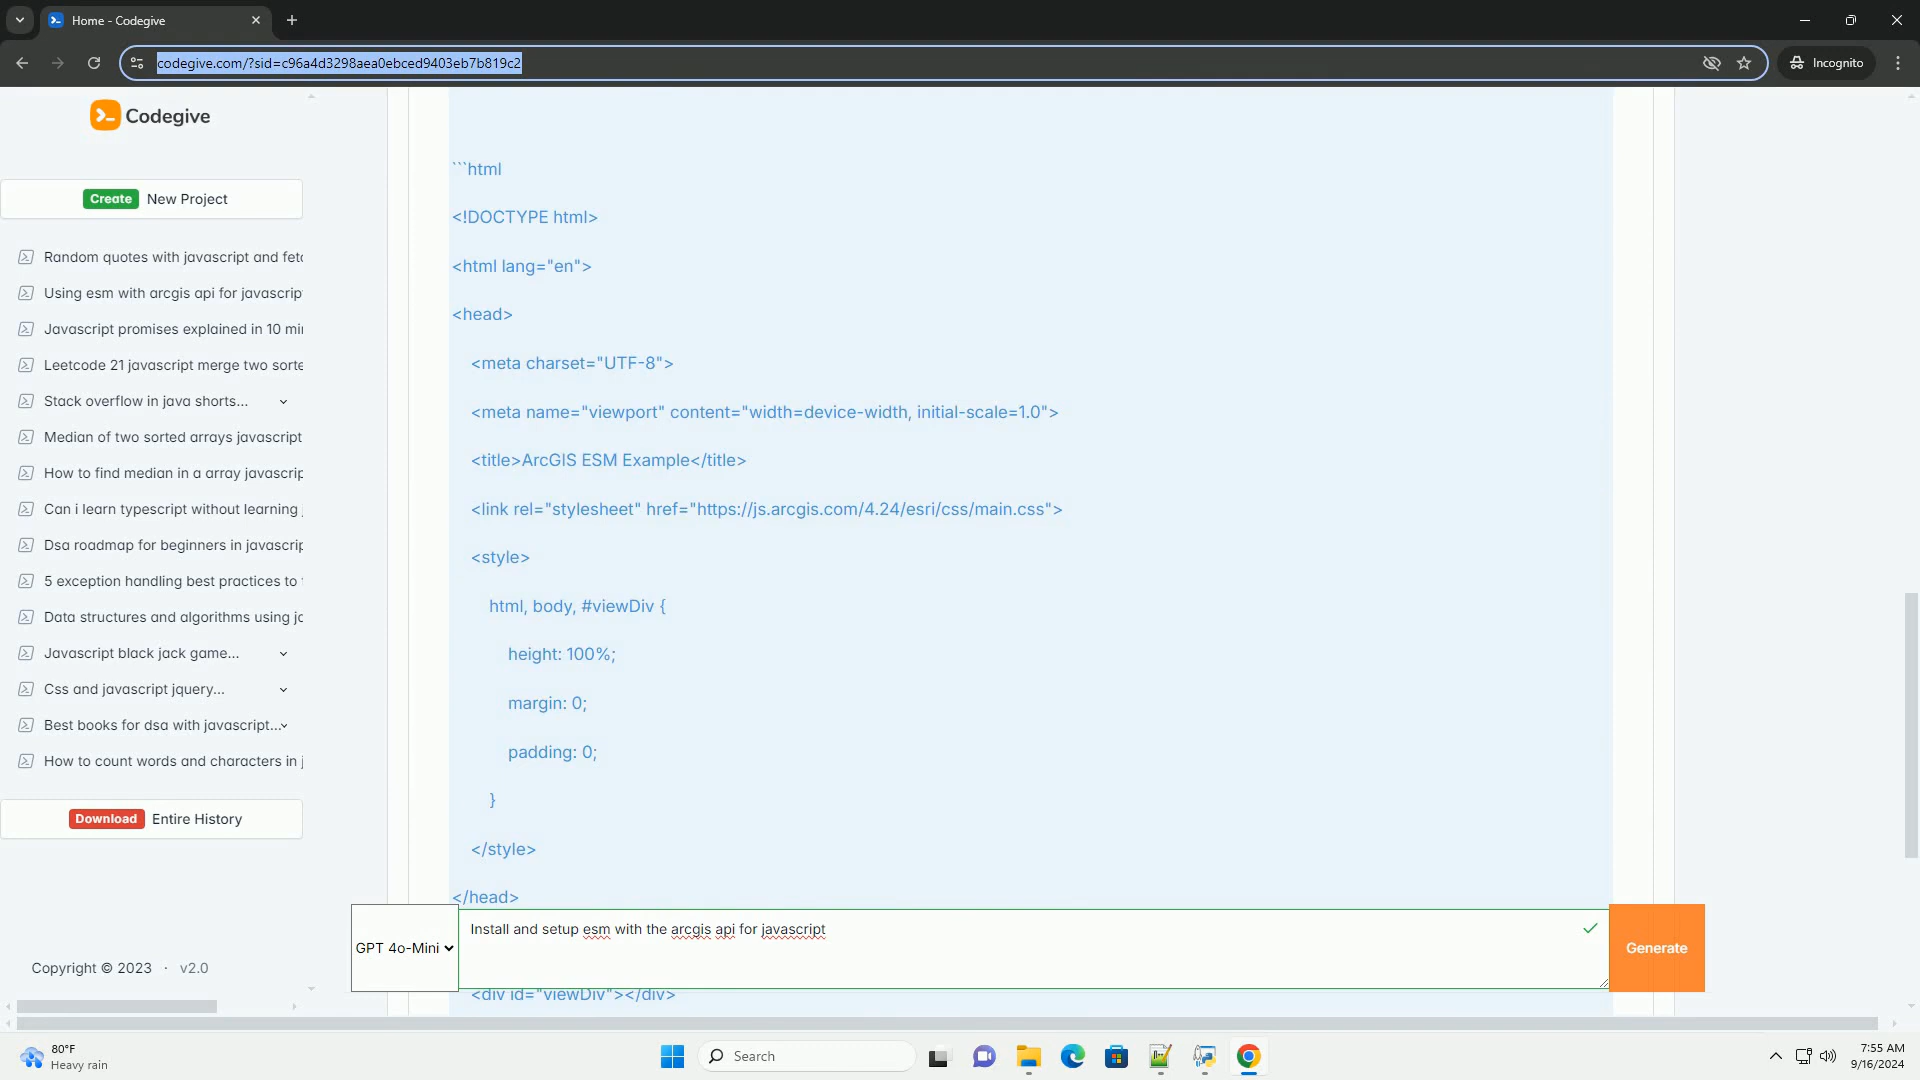 Home - Codegive
codegive.com/?sid=c96a4d3298aea0ebced9403eb7b819c2
Incognito
Codegive
Create New Project
Random quotes with javascript and fetc
Using esm with arcgis api for javascrip
Javascript promises explained in 10 min
Leetcode 21 javascript merge two sorte
Stack overflow in java shorts...
Median of two sorted arrays javascript
How to find median in a array javascrip
Can i learn typescript without learning j
Dsa roadmap for beginners in javascrip
5 exception handling best practices to
Data structures and algorithms using ja
Javascript black jack game...
Css and javascript jquery...
Best books for dsa with javascript...
How to count words and characters in j
Download Entire History
Copyright © 2023 · v2.0
```html
<!DOCTYPE html>
<html lang="en">
<head>
<meta charset="UTF-8">
<meta name="viewport" content="width=device-width, initial-scale=1.0">
<title>ArcGIS ESM Example</title>
<link rel="stylesheet" href="https://js.arcgis.com/4.24/esri/css/main.css">
<style>
html, body, #viewDiv {
height: 100%;
margin: 0;
padding: 0;
}
</style>
</head>
GPT 4o-Mini
Install and setup esm with the arcgis api for javascript
Generate
<div id="viewDiv"></div>
80°F
Heavy rain
Search
7:55 AM
9/16/2024